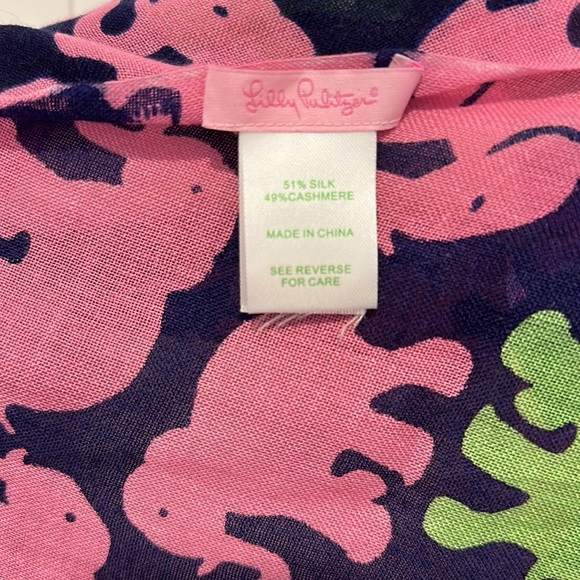 Lilly Pulitzer®
51% SILK
49%CASHMERE
MADE IN CHINA
SEE REVERSE
FOR CARE